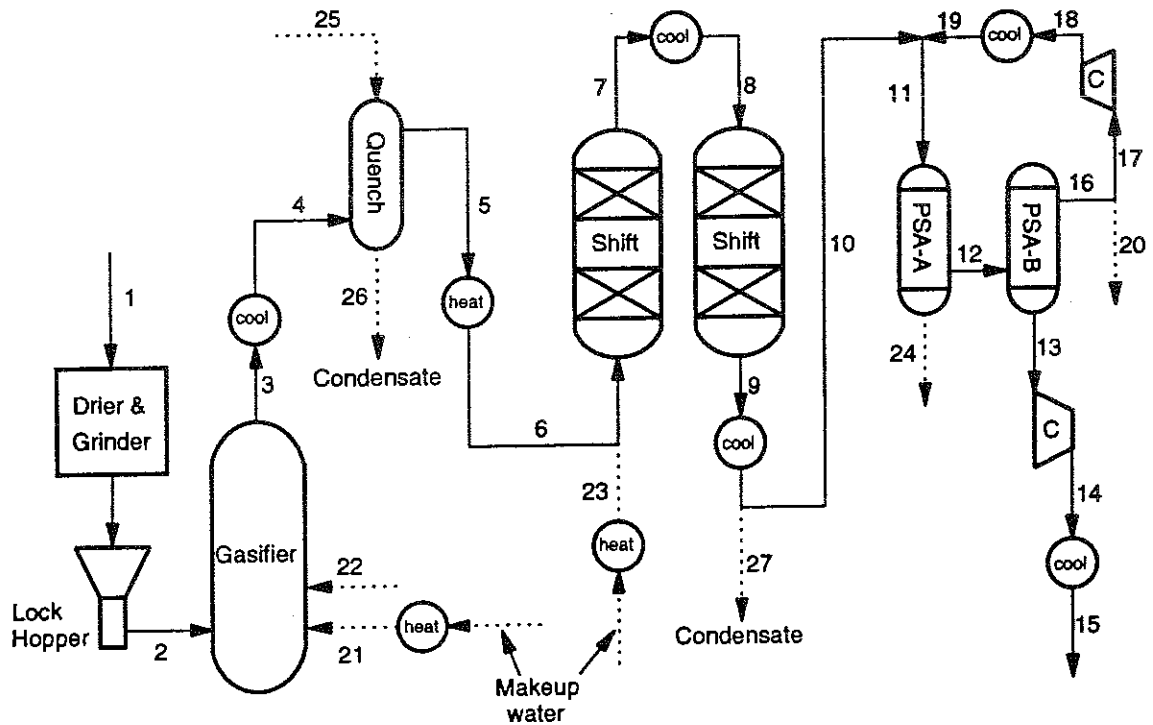 25
19
18
cool
cool
7
8
C
11
Quench
17
4
5
16
PSA-A
PSA-B
Shift
Shift
10
12
20
1
26
heat
cool
24
13
Condensate
3
9
Drier &
Grinder
6
cool
C
23
14
Gasifier
heat
27
cool
22
Lock
Hopper
heat
Condensate
15
2
21
Makeup
water